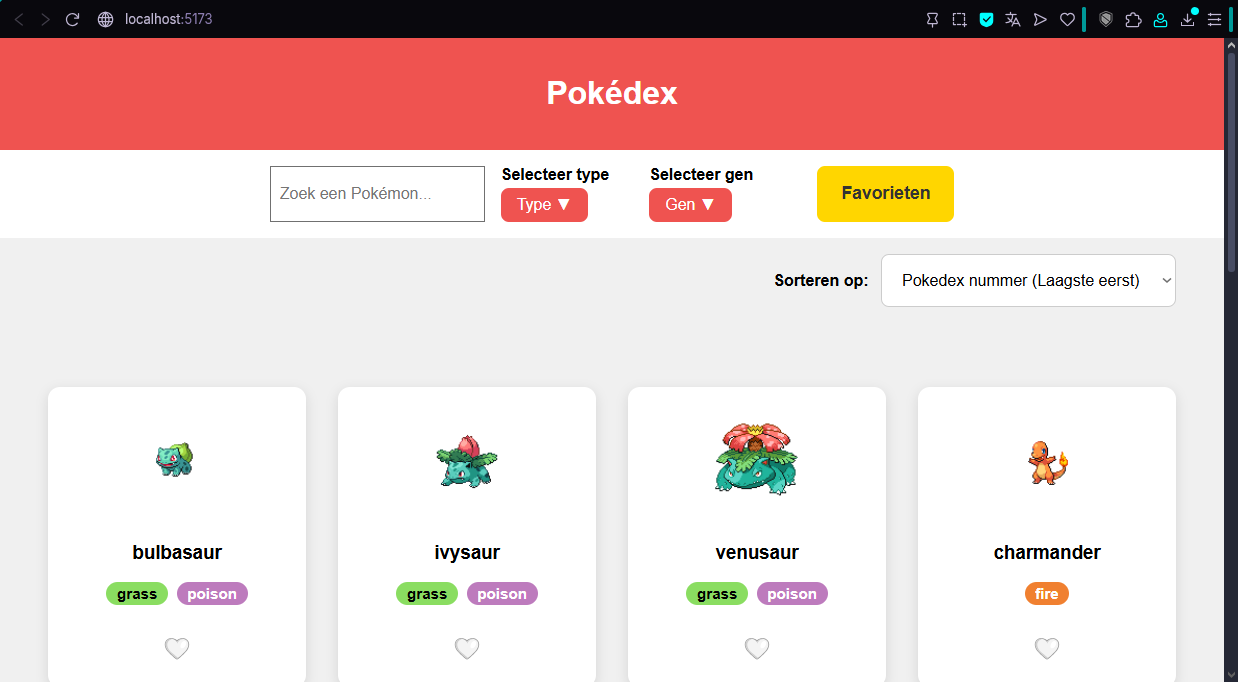 localhost:5173
Pokédex
Zoek een Pokémon...
Selecteer type
Type ▼
Selecteer gen
Gen ▼
Favorieten
Sorteren op:
Pokedex nummer (Laagste eerst)
bulbasaur
grass poison
ivysaur
grass poison
venusaur
grass poison
charmander
fire